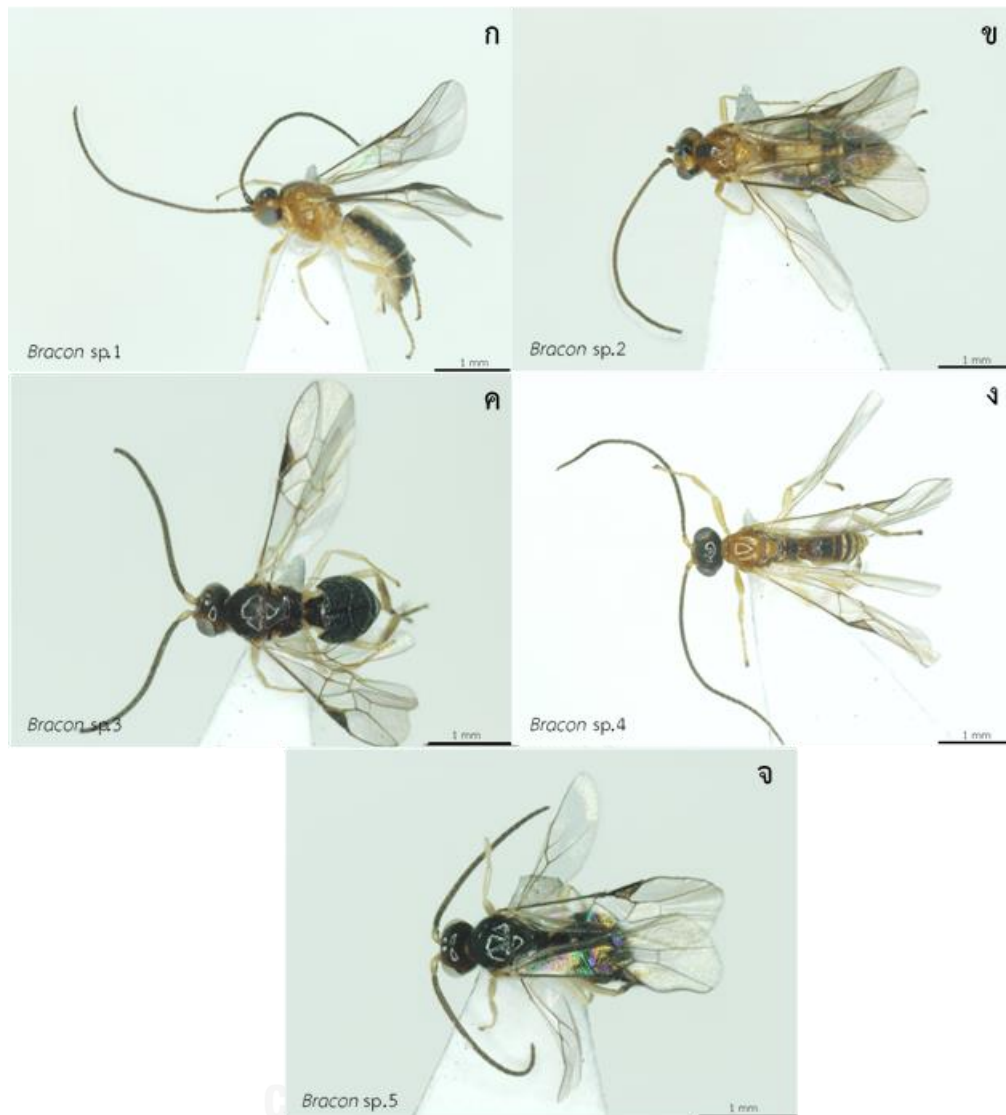 ก
Bracon sp.1
1 mm
ข
Bracon sp.2
1 mm
ค
Bracon sp.3
1 mm
ง
Bracon sp.4
1 mm
จ
Bracon sp.5
1 mm